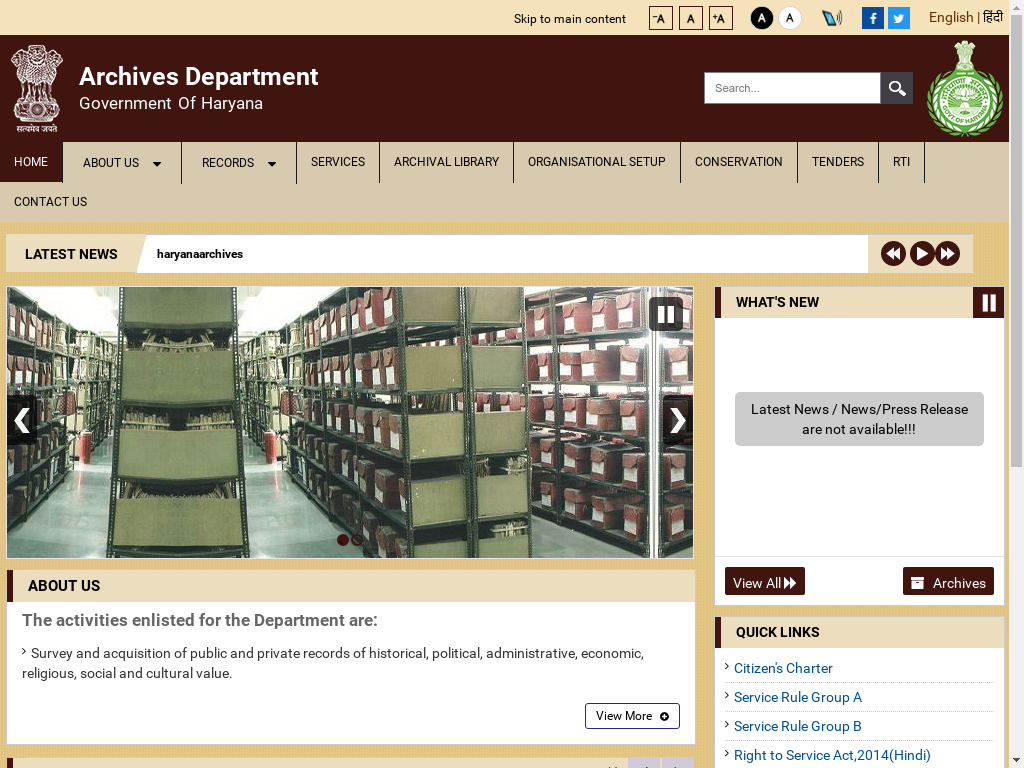 Skip to main content
-A
A
+A
A
A
English | हिंदी
सत्यमेव जयते
Archives Department
Government Of Haryana
Search...
GOVT. OF HARYANA
HOME
ABOUT US
RECORDS
SERVICES
ARCHIVAL LIBRARY
ORGANISATIONAL SETUP
CONSERVATION
TENDERS
RTI
CONTACT US
LATEST NEWS
haryanaarchives
WHAT'S NEW
Latest News / News/Press Release
are not available!!!
View All
Archives
ABOUT US
The activities enlisted for the Department are:
Survey and acquisition of public and private records of historical, political, administrative, economic,
religious, social and cultural value.
View More
QUICK LINKS
Citizen's Charter
Service Rule Group A
Service Rule Group B
Right to Service Act,2014(Hindi)